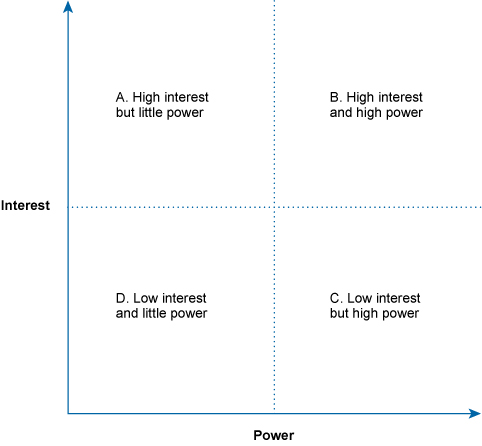 A. High interest
but little power
B. High interest
and high power
Interest
D. Low interest
and little power
C. Low interest
but high power
Power